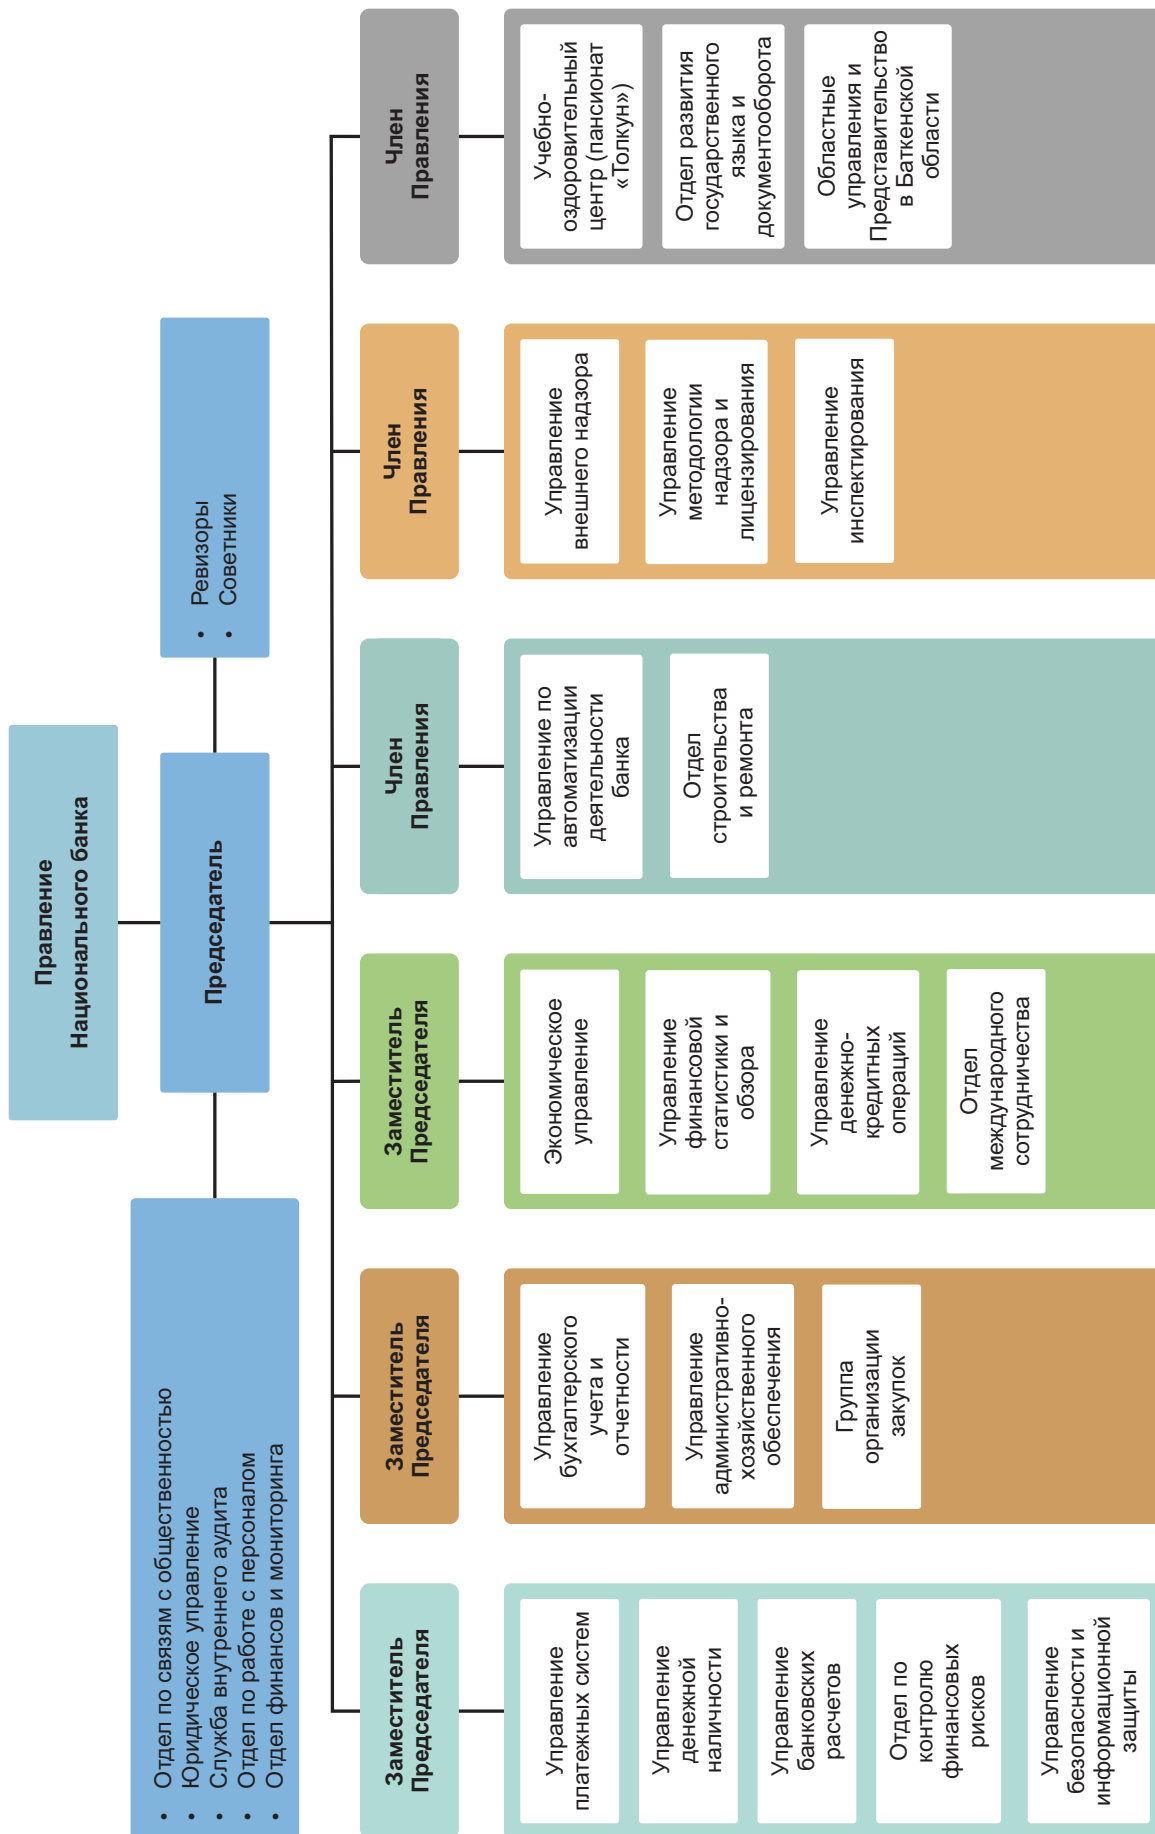 Правление
Национального банка
• Отдел по связям с общественностью
• Юридическое управление
• Служба внутреннего аудита
• Отдел по работе с персоналом
• Отдел финансов и мониторинга
Председатель
• Ревизоры
• Советники
Заместитель
Председателя
Управление
платежных систем
Управление
денежной
наличности
Управление
банковских
расчетов
Отдел по
контролю
финансовых
рисков
Управление
безопасности и
информационной
защиты
Заместитель
Председателя
Управление
бухгалтерского
учета и
отчетности
Управление
административно-
хозяйственного
обеспечения
Группа
организации
закупок
Заместитель
Председателя
Экономическое
управление
Управление
финансовой
статистики и
обзора
Управление
денежно-
кредитных
операций
Отдел
международного
сотрудничества
Член
Правления
Управление по
автоматизации
деятельности
банка
Отдел
строительства
и ремонта
Член
Правления
Управление
внешнего надзора
Управление
методологии
надзора и
лицензирования
Управление
инспектирования
Член
Правления
Учебно-
оздоровительный
центр (пансионат
«Толкун»)
Отдел развития
государственного
языка и
документооборота
Областные
управления и
Представительство
в Баткенской
области